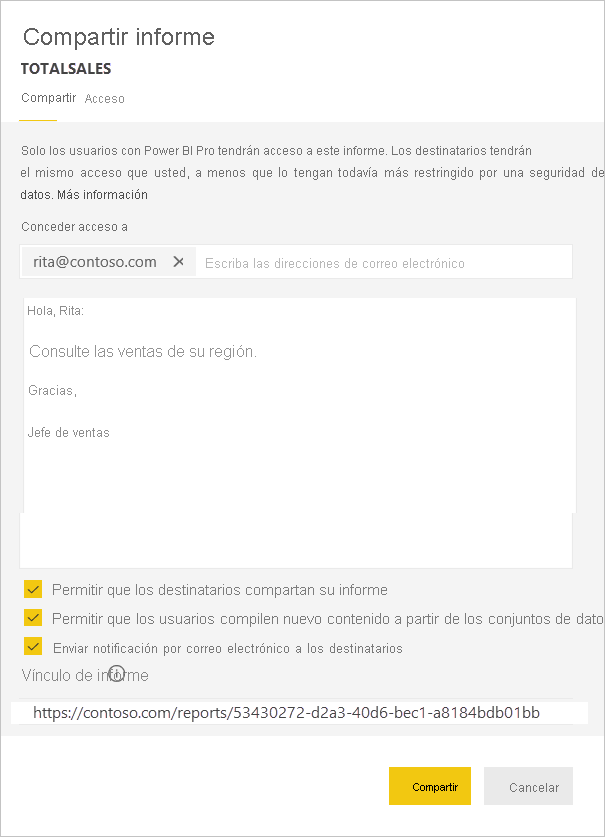 Compartir informe
TOTALSALES
Compartir Acceso
Solo los usuarios con Power BI Pro tendrán acceso a este informe. Los destinatarios tendrán
el mismo acceso que usted, a menos que lo tengan todavía más restringido por una seguridad de
datos. Más información
Conceder acceso a
rita@contoso.com Escriba las direcciones de correo electrónico
Hola, Rita:
Consulte las ventas de su región.
Gracias,
Jefe de ventas
Permitir que los destinatarios compartan su informe
Permitir que los usuarios compilen nuevo contenido a partir de los conjuntos de dato
Enviar notificación por correo electrónico a los destinatarios
Vínculo de informe
https://contoso.com/reports/53430272-d2a3-40d6-bec1-a8184bdb01bb
Compartir Cancelar